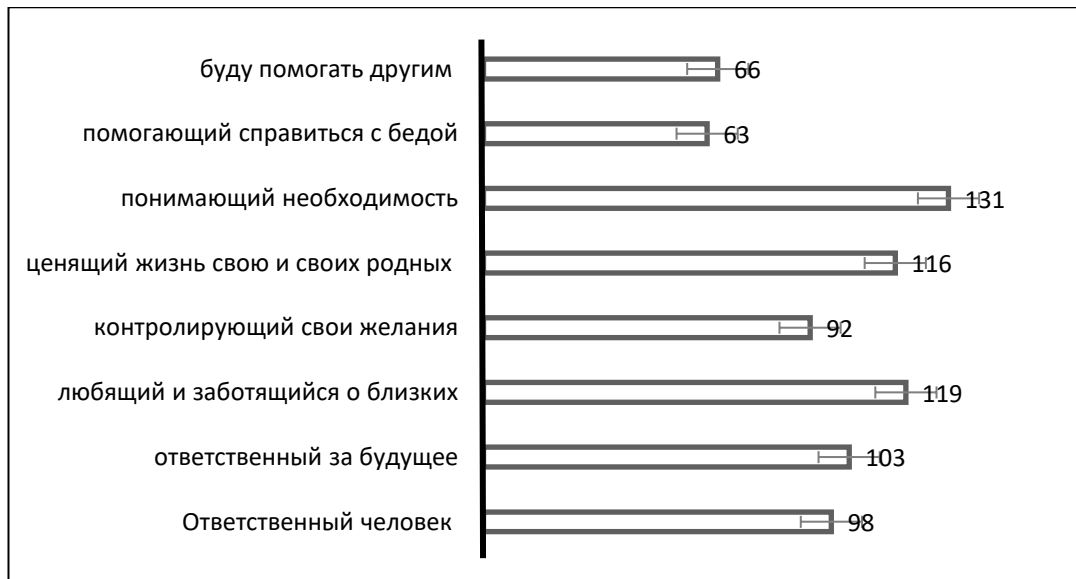 буду помогать другим 66
помогающий справиться с бедой 63
понимающий необходимость 131
ценящий жизнь свою и своих родных 116
контролирующий свои желания 92
любящий и заботящийся о близких 119
ответственный за будущее 103
Ответственный человек 98